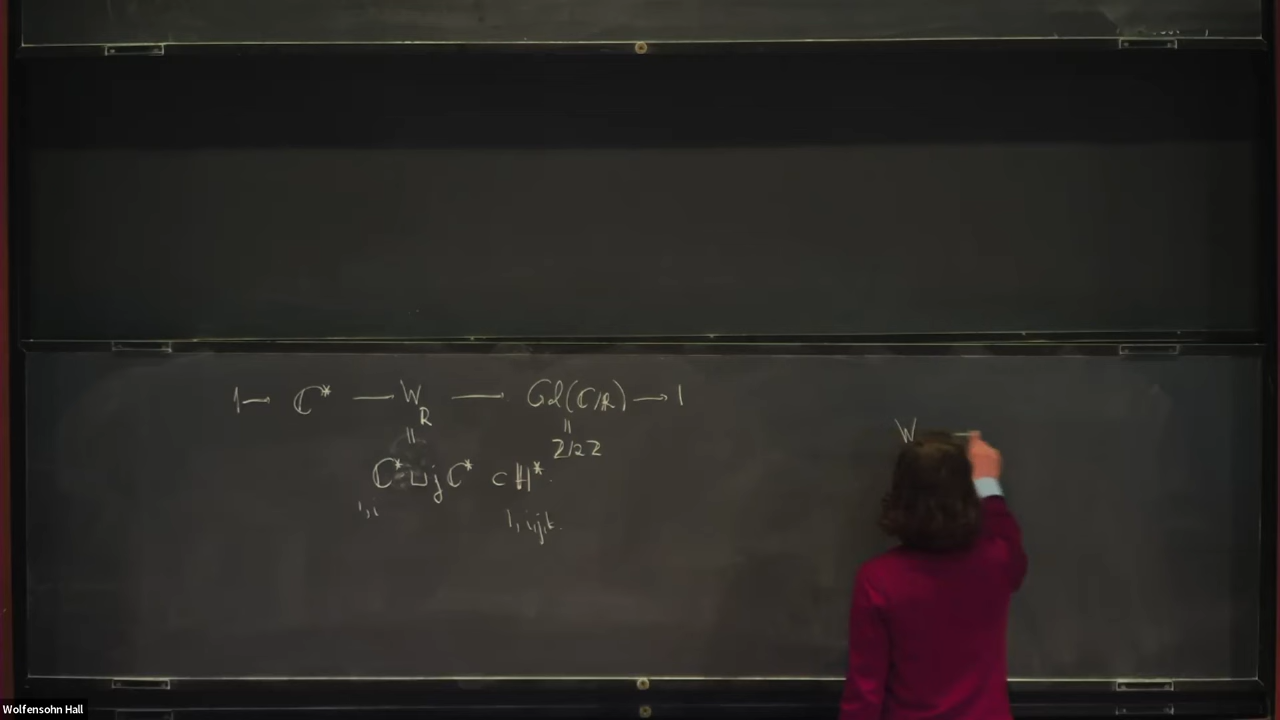 1 → ℂ* — W_R — Gal(ℂ/ℝ) → 1
|| ||
ℤ/2ℤ
ℂ* ⊔ jℂ* ⊂ ℍ*.
1, i
1, i, j, k.
W
Wolfensohn Hall